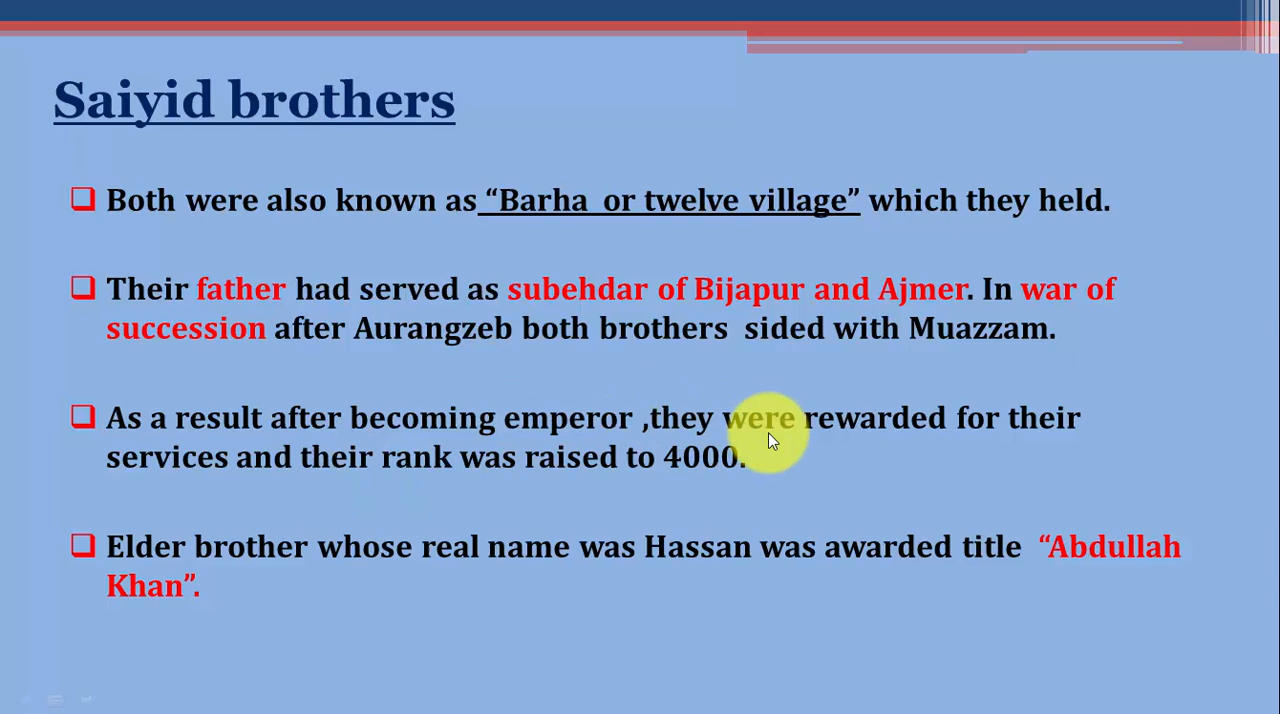 Saiyid brothers
Both were also known as “Barha or twelve village” which they held.
Their father had served as subehdar of Bijapur and Ajmer. In war of
succession after Aurangzeb both brothers sided with Muazzam.
As a result after becoming emperor ,they were rewarded for their
services and their rank was raised to 4000.
Elder brother whose real name was Hassan was awarded title “Abdullah
Khan”.